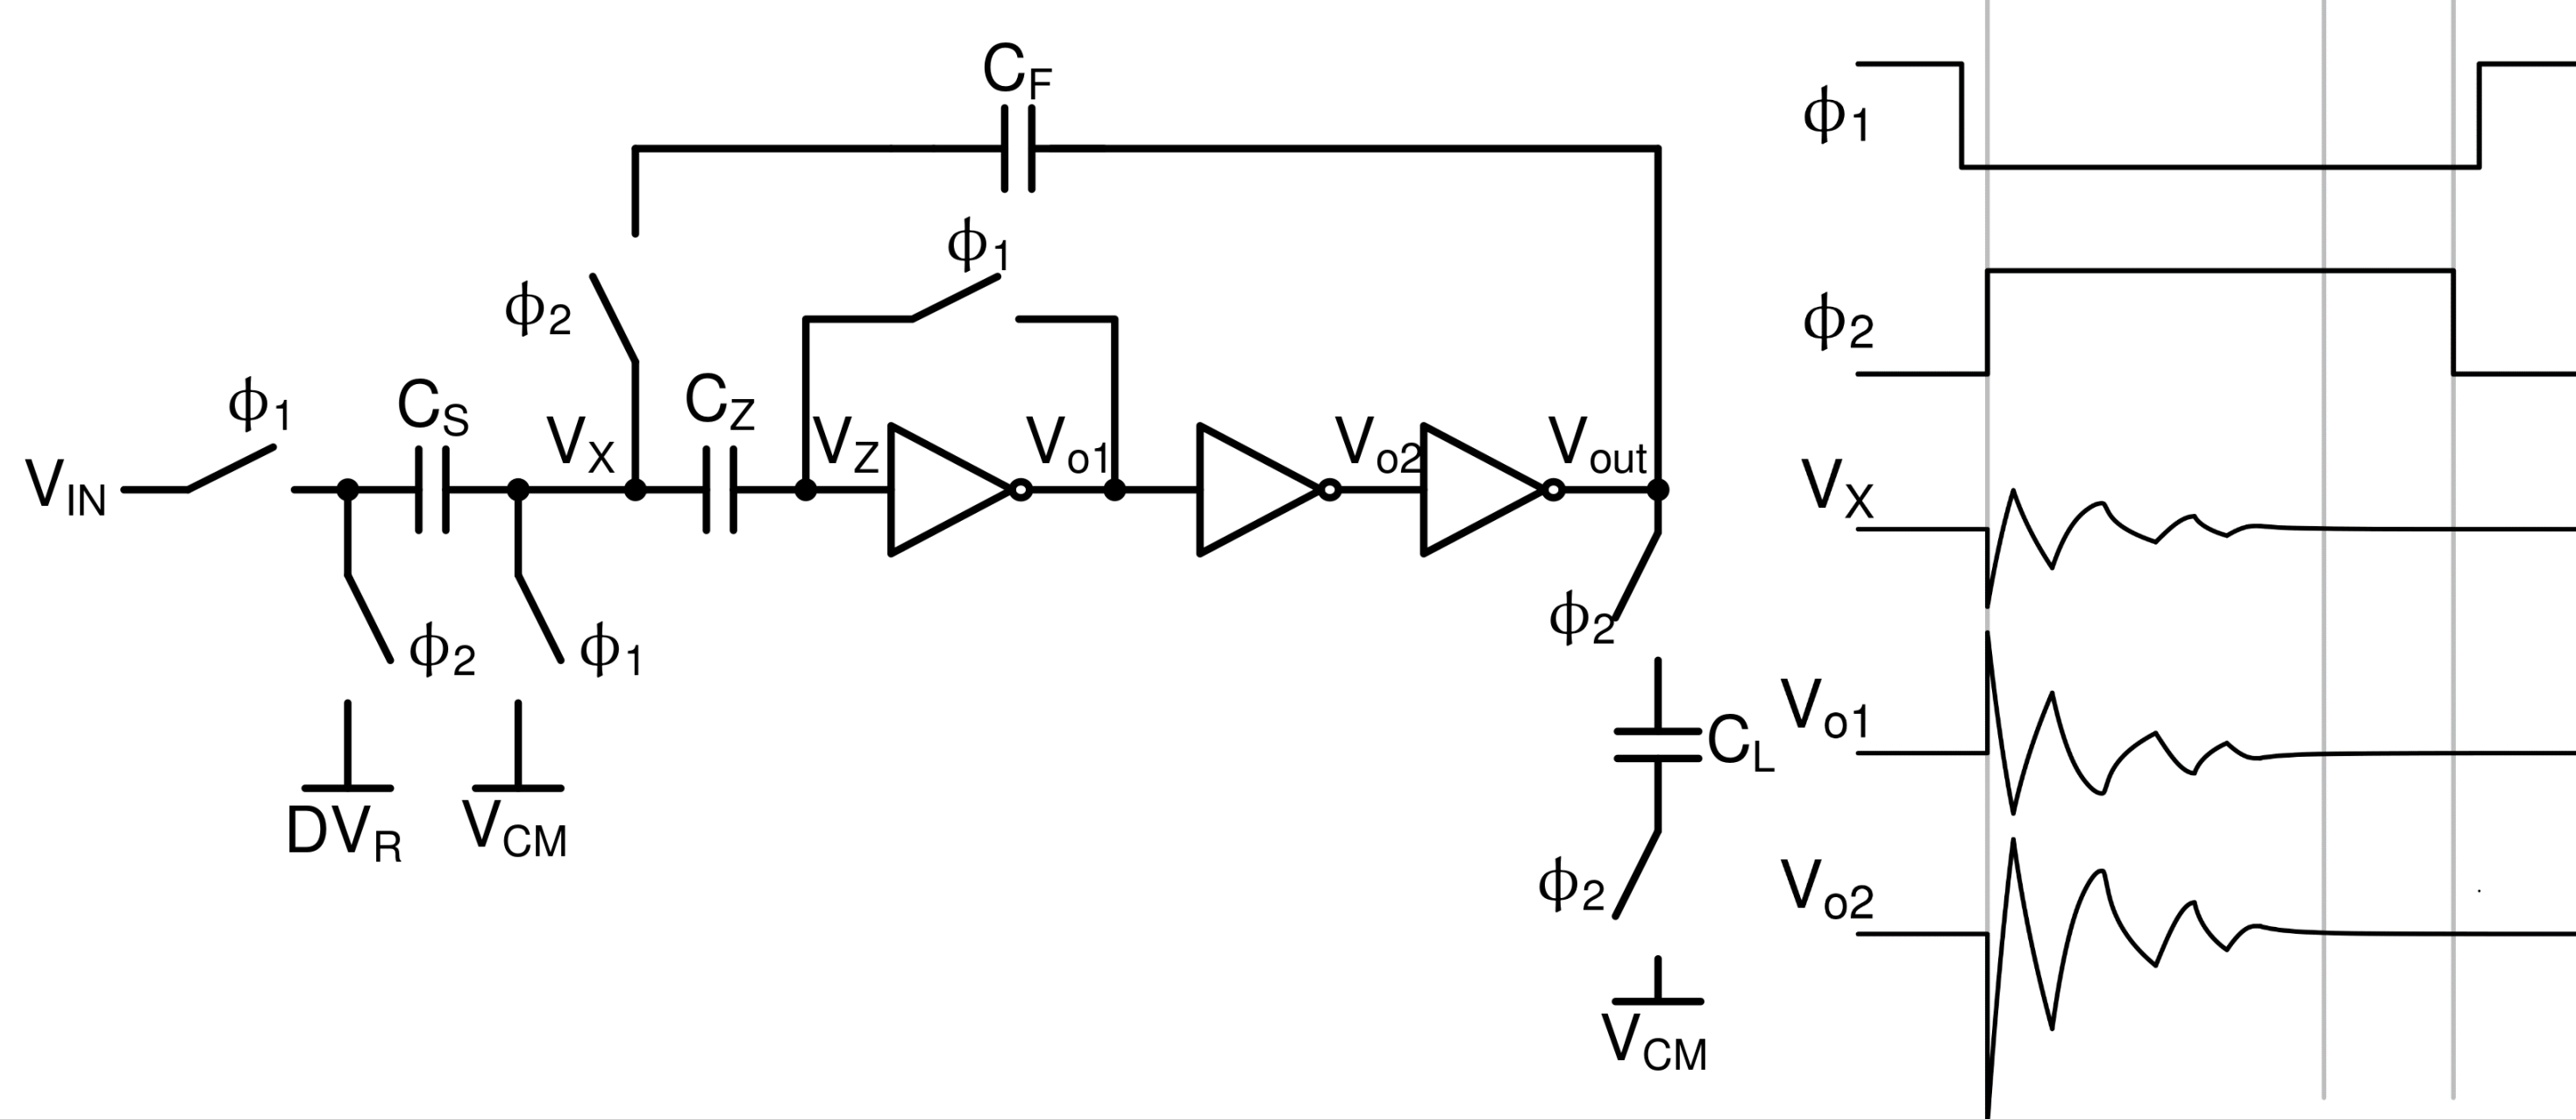 C_F
ϕ1
ϕ1
ϕ2
ϕ2
ϕ1
C_S
V_X
C_Z
V_Z
V_o1
V_o2
V_out
V_IN
V_X
ϕ2
ϕ1
ϕ2
C_L
V_o1
DV_R
V_CM
ϕ2
V_o2
V_CM